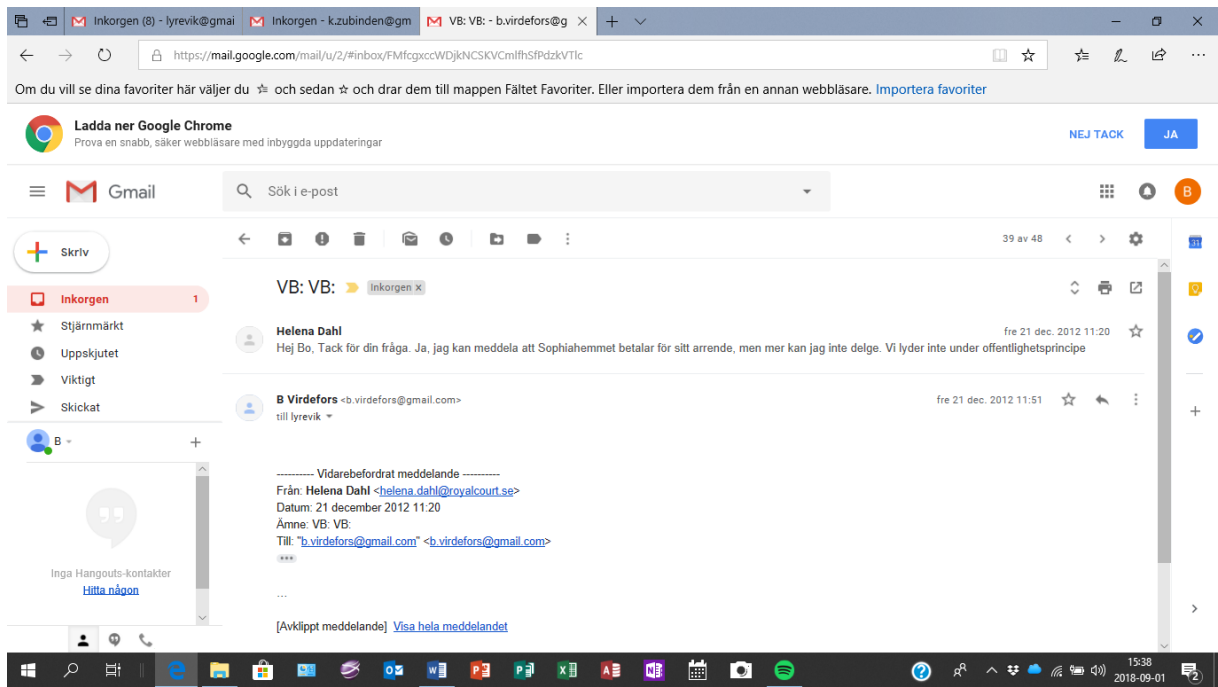 Inkorgen (8) - lyrevik@gmai
Inkorgen - k.zubinden@gm
VB: VB: - b.virdefors@g
https://mail.google.com/mail/u/2/#inbox/FMfcgxccWDjkNCSKVCmlfhSfPdzkVTlc
Om du vill se dina favoriter här väljer du och sedan och drar dem till mappen Fältet Favoriter. Eller importera dem från en annan webbläsare. Importera favoriter
Ladda ner Google Chrome
Prova en snabb, säker webbläsare med inbyggda uppdateringar
NEJ TACK
JA
Gmail
Sök i e-post
B
Skriv
39 av 48
31
VB: VB:
Inkorgen x
Inkorgen 1
Stjärnmärkt
Uppskjutet
Viktigt
Skickat
Helena Dahl
fre 21 dec. 2012 11:20
Hej Bo, Tack för din fråga. Ja, jag kan meddela att Sophiahemmet betalar för sitt arrende, men mer kan jag inte delge. Vi lyder inte under offentlighetsprincipe
B Virdefors <b.virdefors@gmail.com>
fre 21 dec. 2012 11:51
till lyrevik
B
---------- Vidarebefordrat meddelande ----------
Från: Helena Dahl <helena.dahl@royalcourt.se>
Datum: 21 december 2012 11:20
Ämne: VB: VB:
Till: "b.virdefors@gmail.com" <b.virdefors@gmail.com>
...
[Avklippt meddelande] Visa hela meddelandet
Inga Hangouts-kontakter
Hitta någon
15:38
2018-09-01
2